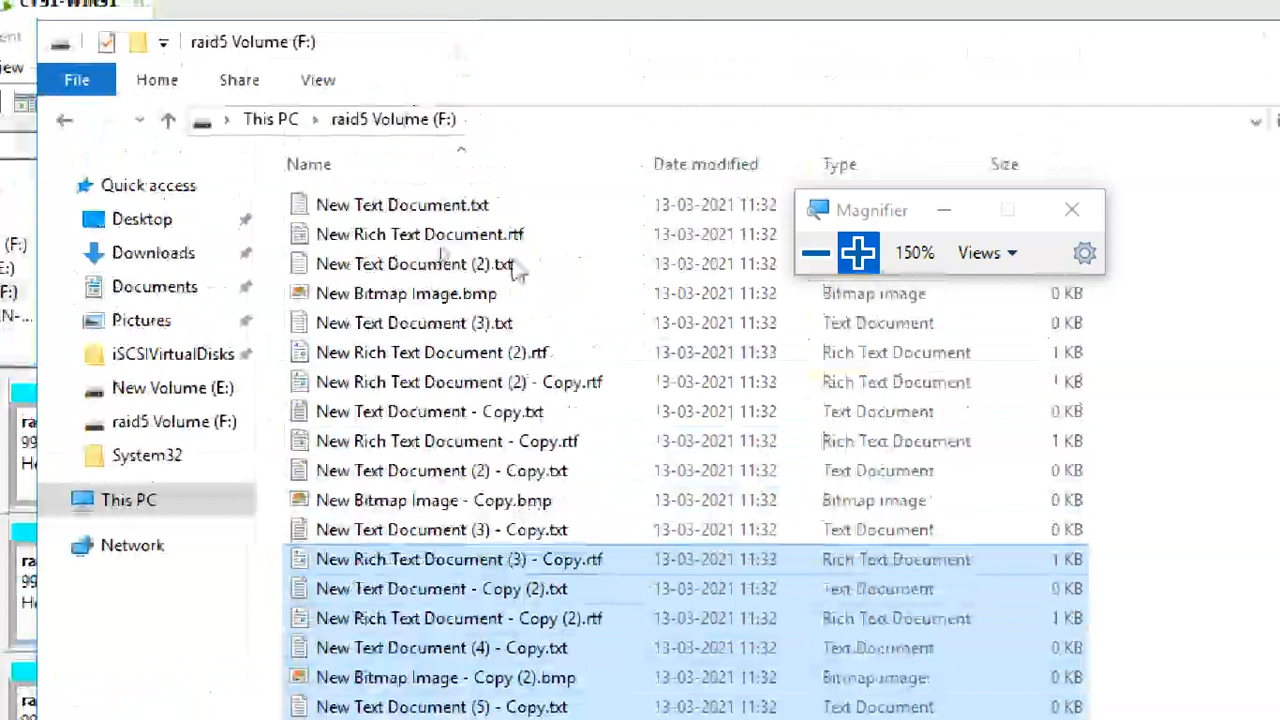 raid5 Volume (F:)
File Home Share View
This PC › raid5 Volume (F:)
Name Date modified Type Size
Quick access
Desktop
Downloads
Documents
Pictures
iSCSIVirtualDisks
New Volume (E:)
raid5 Volume (F:)
System32
This PC
Network
New Text Document.txt 13-03-2021 11:32
New Rich Text Document.rtf 13-03-2021 11:32
New Text Document (2).txt 13-03-2021 11:32
New Bitmap Image.bmp 13-03-2021 11:32 Bitmap image 0 KB
New Text Document (3).txt 13-03-2021 11:32 Text Document 0 KB
New Rich Text Document (2).rtf 13-03-2021 11:32 Rich Text Document 1 KB
New Rich Text Document (2) - Copy.rtf 13-03-2021 11:32 Rich Text Document 1 KB
New Text Document - Copy.txt 13-03-2021 11:32 Text Document 0 KB
New Rich Text Document - Copy.rtf 13-03-2021 11:32 Rich Text Document 1 KB
New Text Document (2) - Copy.txt 13-03-2021 11:32 Text Document 0 KB
New Bitmap Image - Copy.bmp 13-03-2021 11:32 Bitmap image 0 KB
New Text Document (3) - Copy.txt 13-03-2021 11:32 Text Document 0 KB
New Rich Text Document (3) - Copy.rtf 13-03-2021 11:32 Rich Text Document 1 KB
New Text Document - Copy (2).txt 13-03-2021 11:32 Text Document 0 KB
New Rich Text Document - Copy (2).rtf 13-03-2021 11:32 Rich Text Document 1 KB
New Text Document (4) - Copy.txt 13-03-2021 11:32 Text Document 0 KB
New Bitmap Image - Copy (2).bmp 13-03-2021 11:32 Bitmap image 0 KB
New Text Document (5) - Copy.txt 13-03-2021 11:32 Text Document 0 KB
Magnifier
150% Views
(F:)
F:)